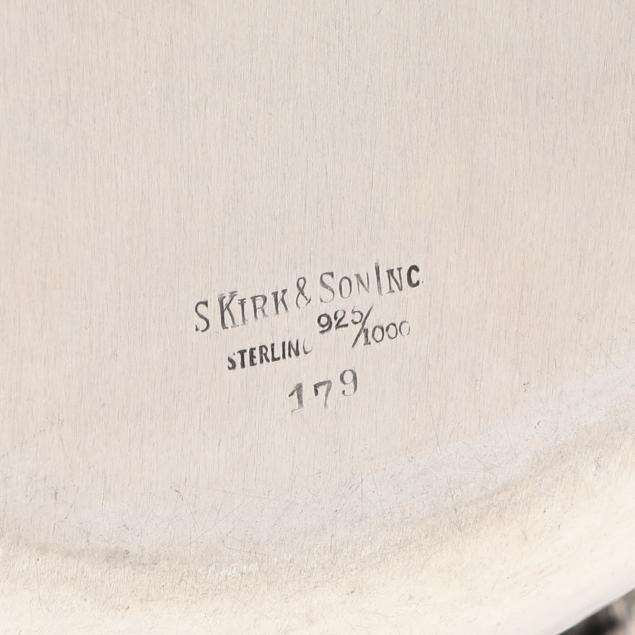 S KIRK & SON INC
STERLING 925/1000
179